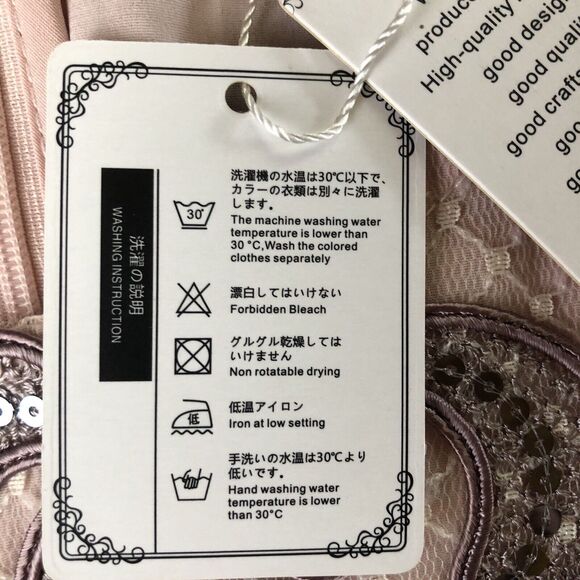 product
High-quality
good design
good quali
good craft
good
go
洗濯の説明
WASHING INSTRUCTION
30°
洗濯機の水温は30℃以下で、
カラーの衣類は別々に洗濯
します。
The machine washing water
temperature is lower than
30 °C,Wash the colored
clothes separately
漂白してはいけない
Forbidden Bleach
グルグル乾燥しては
いけません
Non rotatable drying
低
低温アイロン
Iron at low setting
手洗いの水温は30℃より
低いです。
Hand washing water
temperature is lower
than 30°C